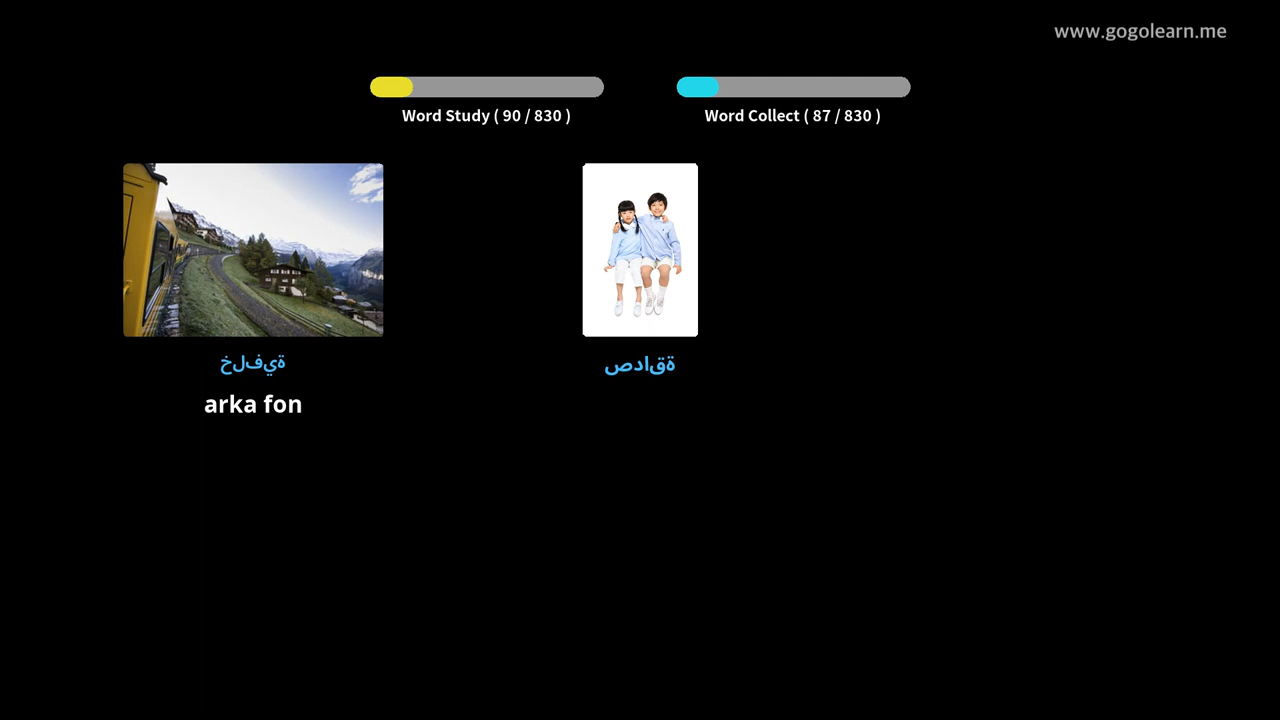 www.gogolearn.me
Word Study ( 90 / 830 )
Word Collect ( 87 / 830 )
خلفية
arka fon
صداقة